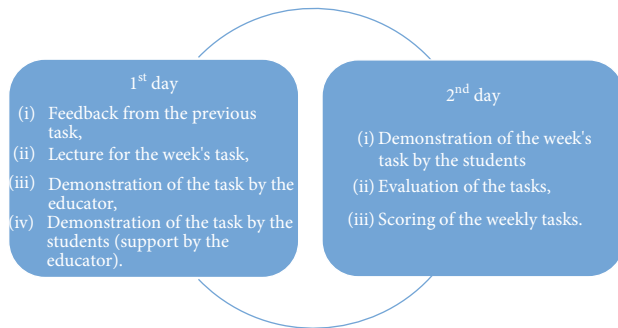 1st day
(i) Feedback from the previous
task,
(ii) Lecture for the week's task,
(iii) Demonstration of the task by the
educator,
(iv) Demonstration of the task by the
students (support by the
educator).
2nd day
(i) Demonstration of the week's
task by the students
(ii) Evaluation of the tasks,
(iii) Scoring of the weekly tasks.